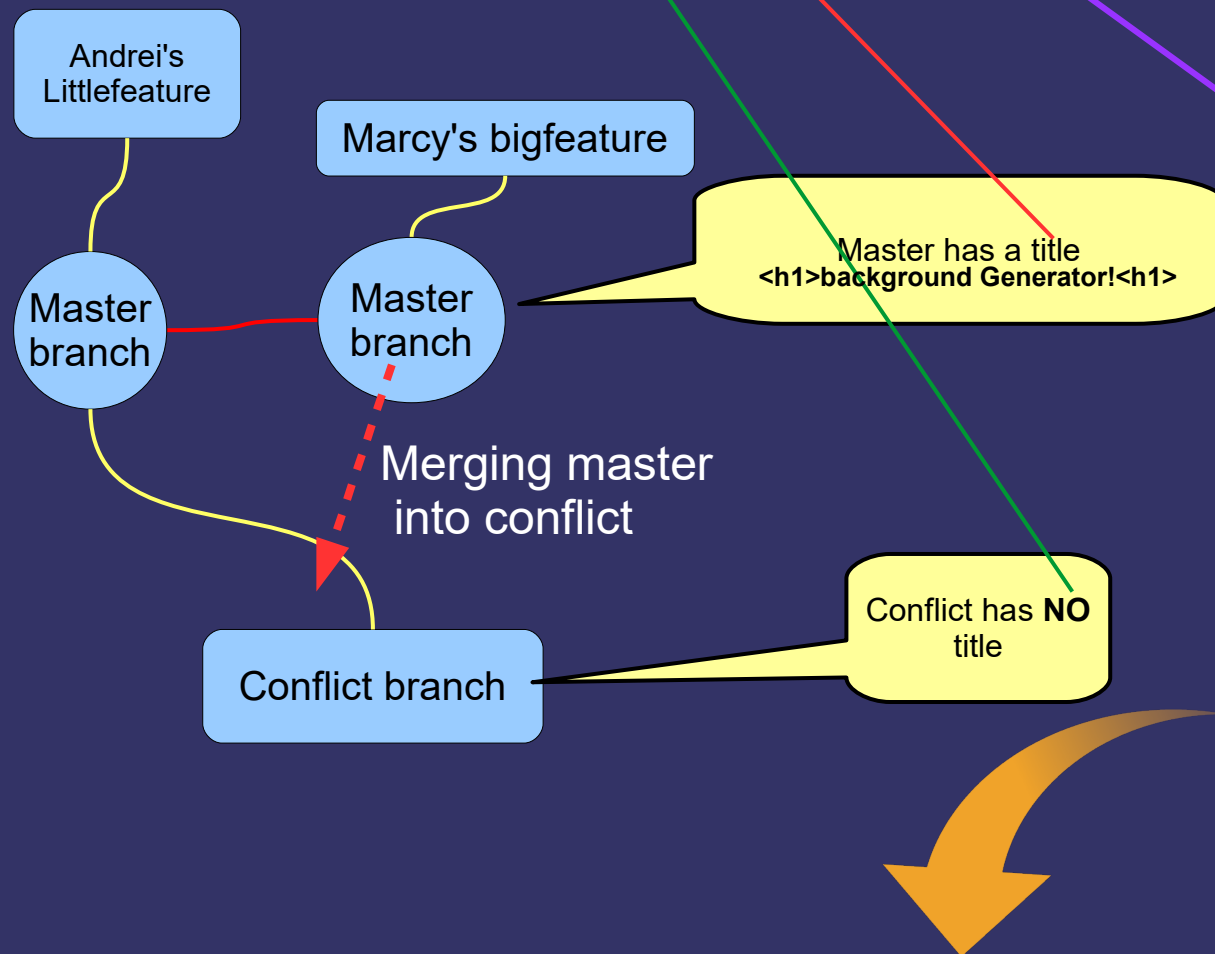 Andrei's
Littlefeature
Marcy's bigfeature
Master has a title
<h1>background Generator!<h1>
Master
branch
Master
branch
Merging master
into conflict
Conflict has NO
title
Conflict branch